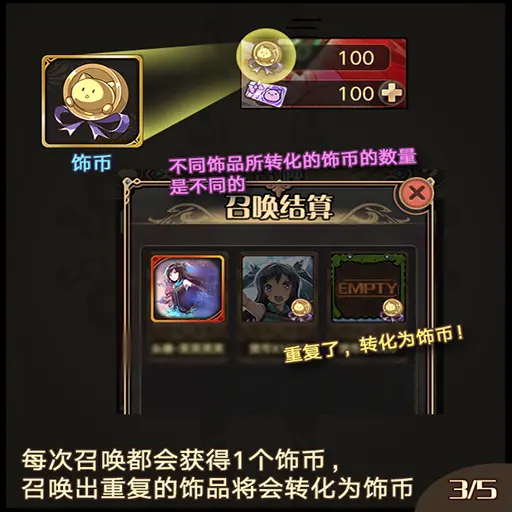 100
100
饰币
不同饰品所转化的饰币的数量
是不同的
召唤结算
EMPTY
重复了，转化为饰币！
每次召唤都会获得1个饰币，
召唤出重复的饰品将会转化为饰币
3/5